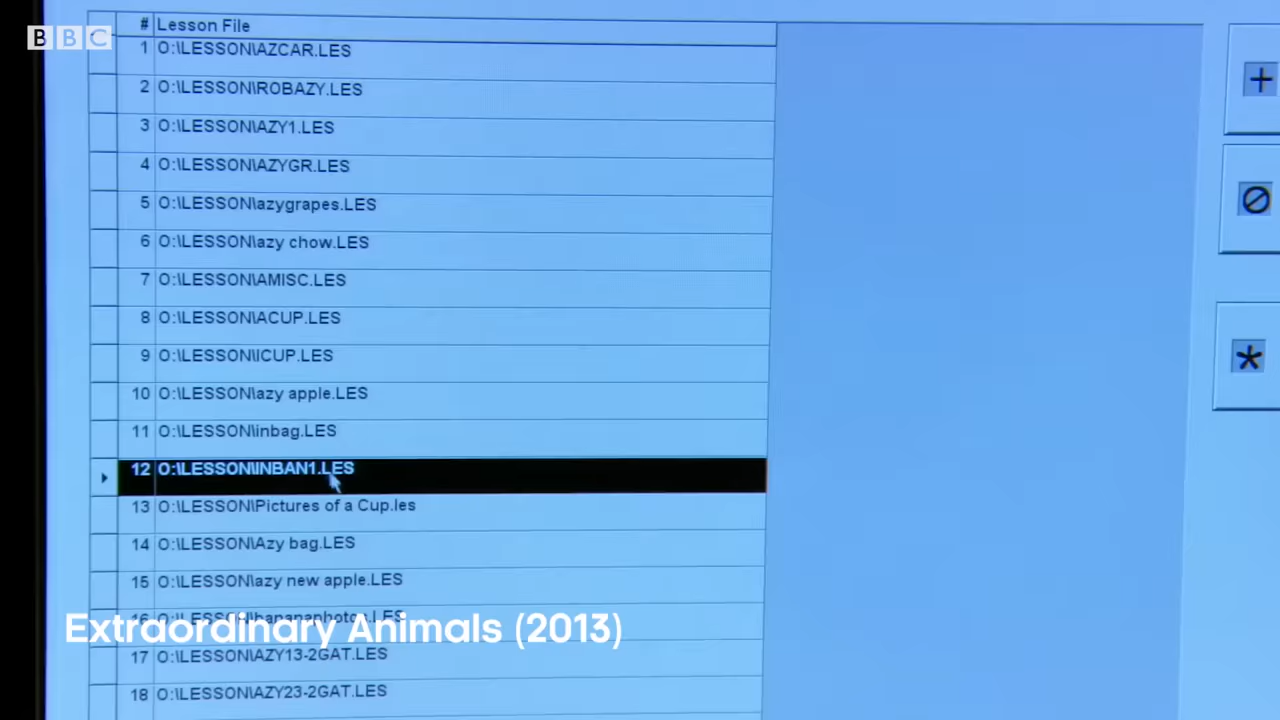 BBC
# Lesson File
1 O:\LESSON\AZCAR.LES
2 O:\LESSON\ROBAZY.LES
3 O:\LESSON\AZY1.LES
4 O:\LESSON\AZYGR.LES
5 O:\LESSON\azygrapes.LES
6 O:\LESSON\azy chow.LES
7 O:\LESSON\AMISC.LES
8 O:\LESSON\ACUP.LES
9 O:\LESSON\ICUP.LES
10 O:\LESSON\azy apple.LES
11 O:\LESSON\inbag.LES
12 O:\LESSON\INBAN1.LES
13 O:\LESSON\Pictures of a Cup.les
14 O:\LESSON\Azy bag.LES
15 O:\LESSON\azy new apple.LES
16 O:\LESSON\bananaphotos.LES
Extraordinary Animals (2013)
17 O:\LESSON\AZY13-2GAT.LES
18 O:\LESSON\AZY23-2GAT.LES